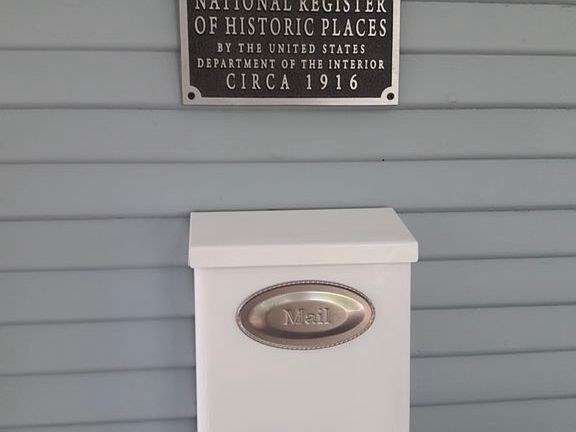 NATIONAL REGISTER
OF HISTORIC PLACES
BY THE UNITED STATES
DEPARTMENT OF THE INTERIOR
CIRCA 1916
Mail